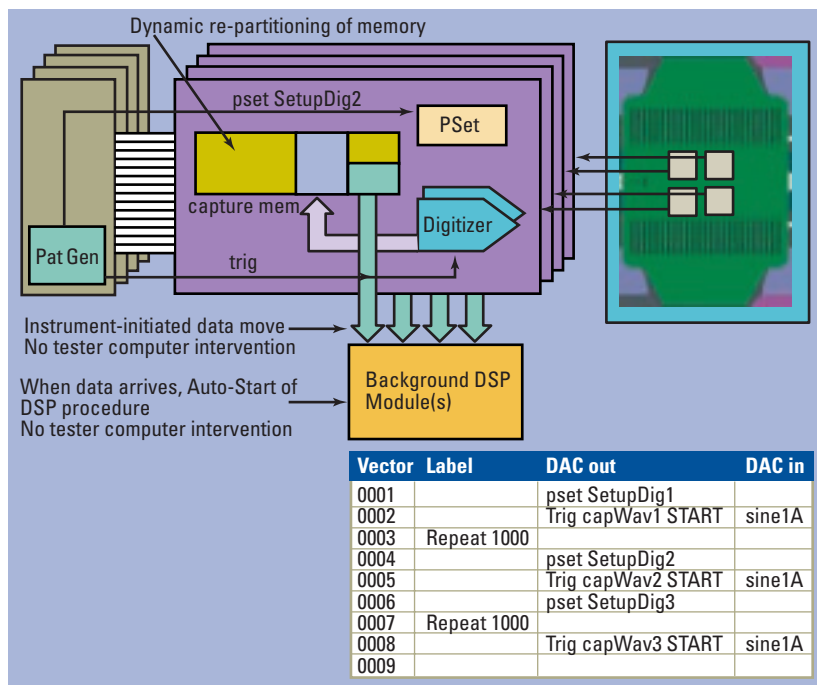 Dynamic re-partitioning of memory
pset SetupDig2
PSet
capture mem
Digitizer
Pat Gen
trig
Instrument-initiated data move
No tester computer intervention
When data arrives, Auto-Start of
DSP procedure
No tester computer intervention
Background DSP
Module(s)
Vector Label DAC out DAC in
0001 pset SetupDig1
0002 Trig capWav1 START sine1A
0003 Repeat 1000
0004 pset SetupDig2
0005 Trig capWav2 START sine1A
0006 pset SetupDig3
0007 Repeat 1000
0008 Trig capWav3 START sine1A
0009